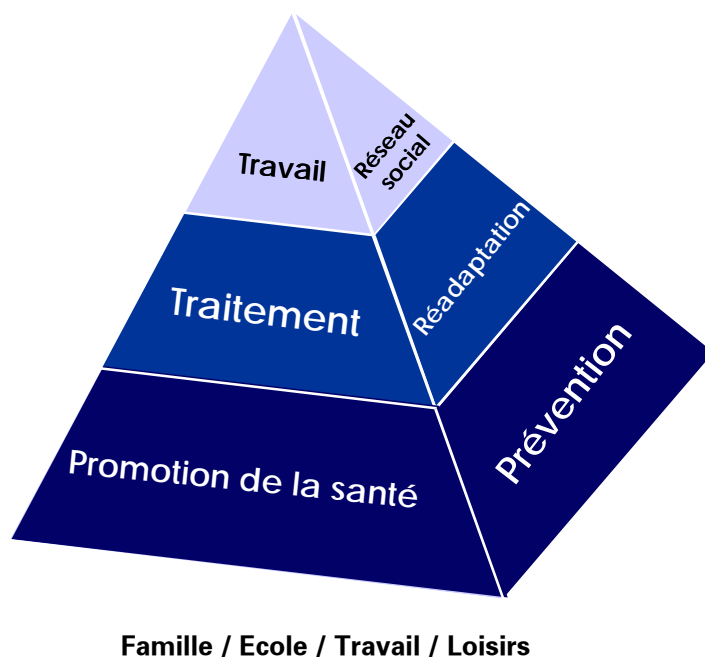 Travail
Réseau
social
Traitement
Réadaptation
Promotion de la santé
Prévention
Famille / Ecole / Travail / Loisirs